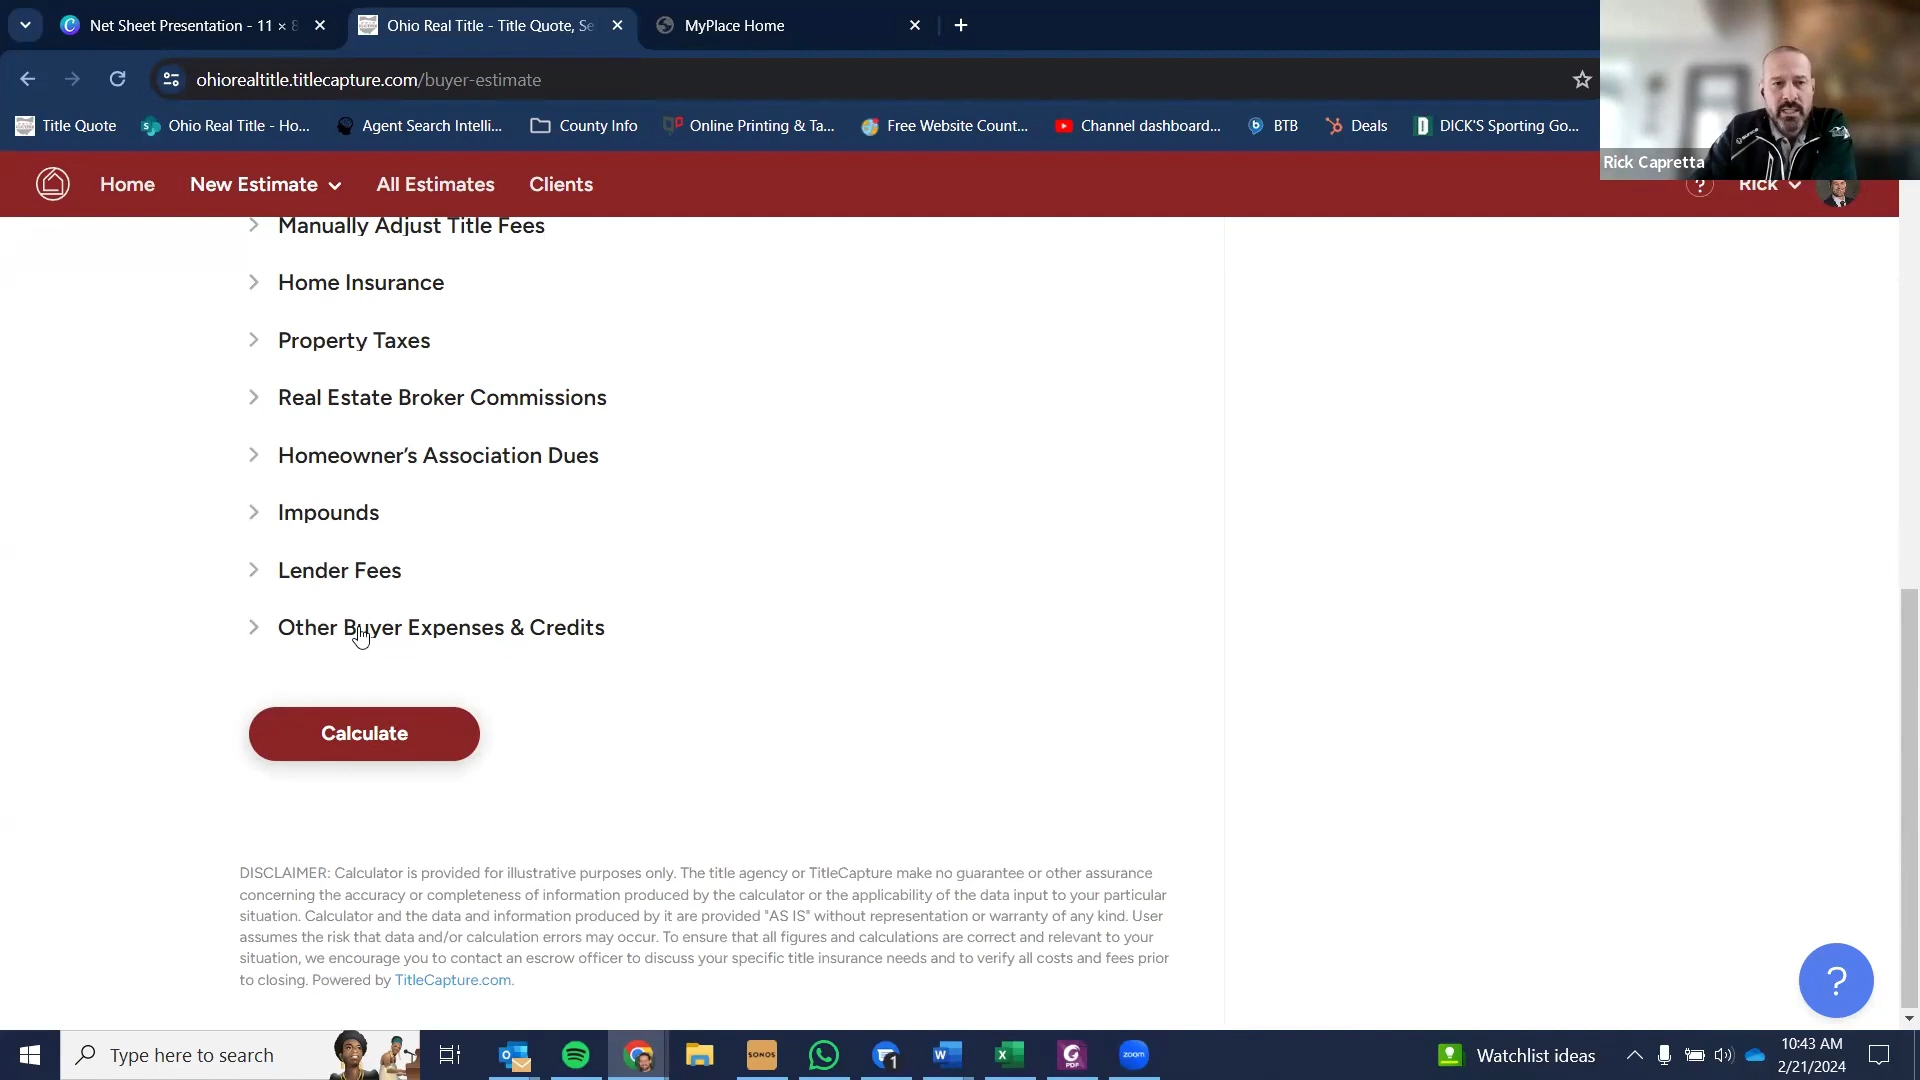 Net Sheet Presentation - 11 × 8
Ohio Real Title - Title Quote, Se
MyPlace Home
ohiorealtitle.titlecapture.com/buyer-estimate
Title Quote
Ohio Real Title - Ho...
Agent Search Intelli...
County Info
Online Printing & Ta...
Free Website Count...
Channel dashboard...
BTB
Deals
DICK'S Sporting Go...
Rick Capretta
Home
New Estimate
All Estimates
Clients
?
Rick
Manually Adjust Title Fees
Home Insurance
Property Taxes
Real Estate Broker Commissions
Homeowner's Association Dues
Impounds
Lender Fees
Other Buyer Expenses & Credits
Calculate
DISCLAIMER: Calculator is provided for illustrative purposes only. The title agency or TitleCapture make no guarantee or other assurance
concerning the accuracy or completeness of information produced by the calculator or the applicability of the data input to your particular
situation. Calculator and the data and information produced by it are provided "AS IS" without representation or warranty of any kind. User
assumes the risk that data and/or calculation errors may occur. To ensure that all figures and calculations are correct and relevant to your
situation, we encourage you to contact an escrow officer to discuss your specific title insurance needs and to verify all costs and fees prior
to closing. Powered by TitleCapture.com.
?
Type here to search
SONOS
zoom
Watchlist ideas
10:43 AM
2/21/2024